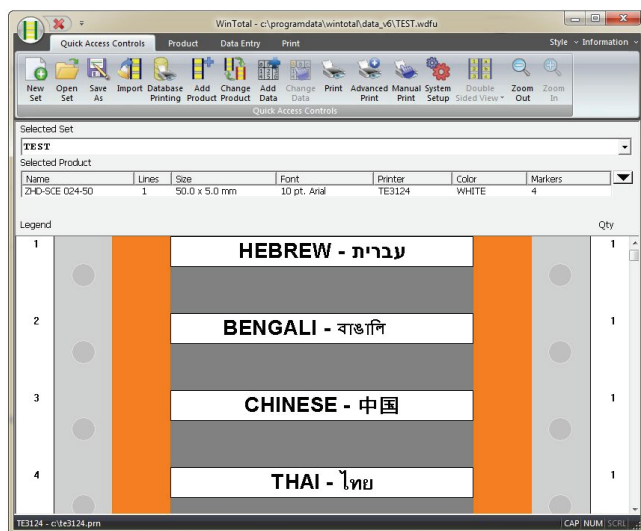 WinTotal - c:\programdata\wintotal\data_v6\TEST.wdfu
Quick Access Controls Product Data Entry Print Style Information
New Set Open Set Save As Import Database Printing Add Product Change Product Add Data Change Data Print Advanced Print Manual Print System Setup Double Sided View Zoom Out Zoom In
Quick Access Controls
Selected Set
TEST
Selected Product
Name Lines Size Font Printer Color Markers
ZHD-SCE 024-50 1 50.0 x 5.0 mm 10 pt. Arial TE3124 WHITE 4
Legend Qty
1 HEBREW - עברית 1
2 BENGALI - বাঙালি 1
3 CHINESE - 中国 1
4 THAI - ไทย 1
TE3124 - c:\te3124.prn CAP NUM SCRL